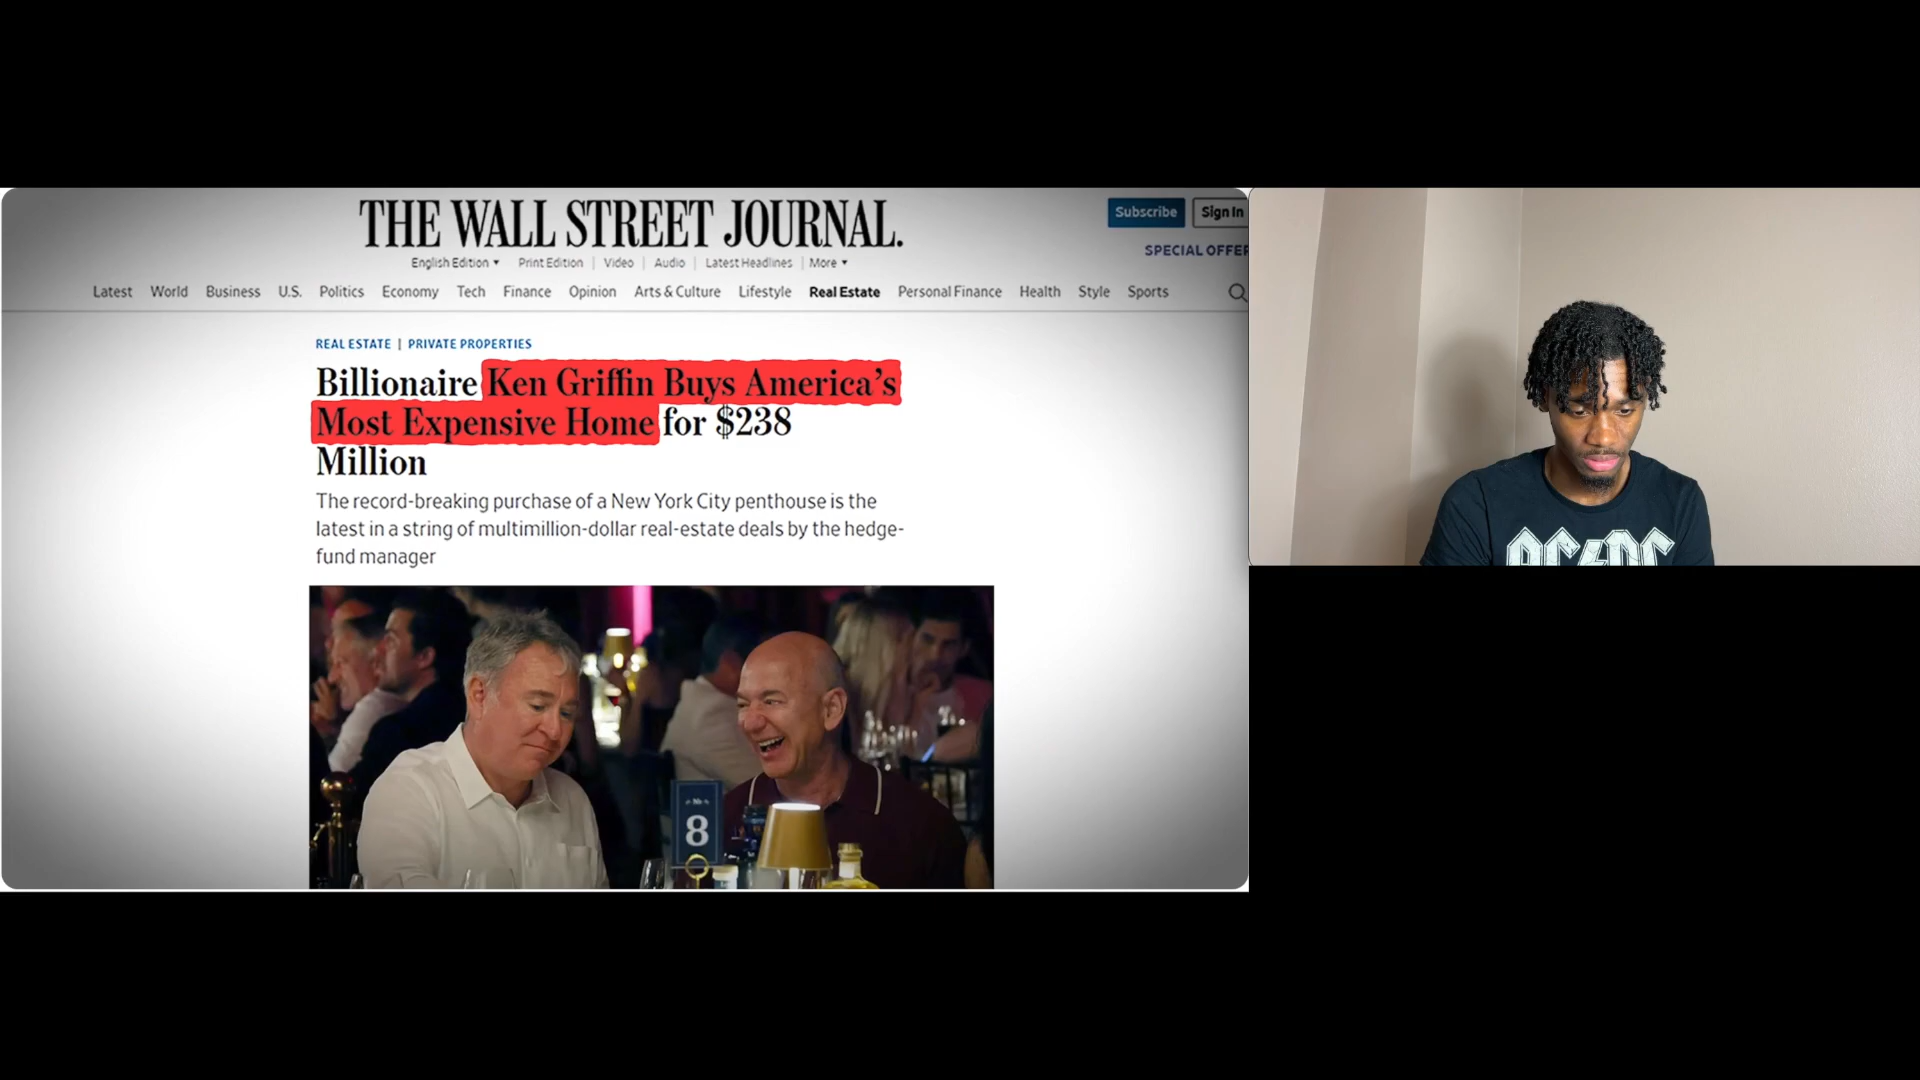 THE WALL STREET JOURNAL.
Subscribe
Sign In
SPECIAL OFFER
English Edition ▾ Print Edition | Video | Audio | Latest Headlines | More ▾
Latest World Business U.S. Politics Economy Tech Finance Opinion Arts & Culture Lifestyle Real Estate Personal Finance Health Style Sports
REAL ESTATE | PRIVATE PROPERTIES
Billionaire Ken Griffin Buys America's
Most Expensive Home for $238
Million
The record-breaking purchase of a New York City penthouse is the
latest in a string of multimillion-dollar real-estate deals by the hedge-
fund manager
No
8
AC DC